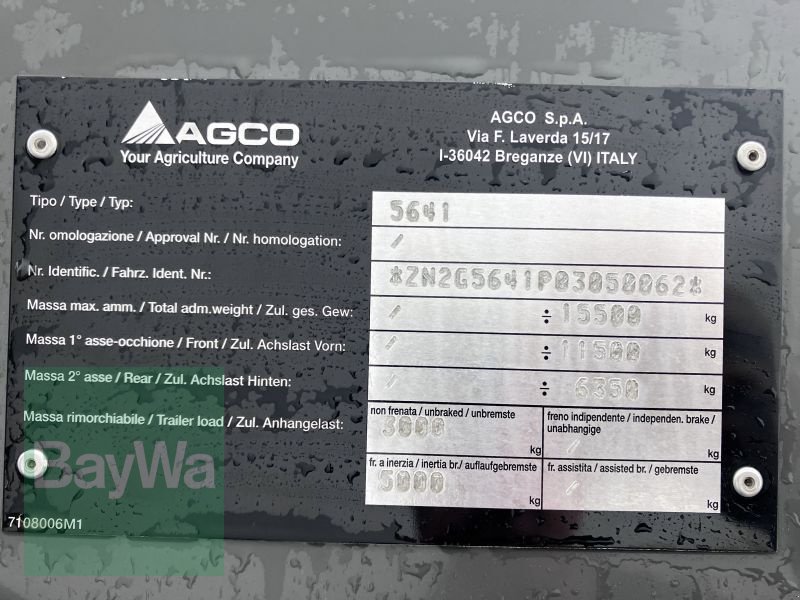 AGCO
Your Agriculture Company
AGCO S.p.A.
Via F. Laverda 15/17
I-36042 Breganze (VI) ITALY
Tipo / Type / Typ: 5641
Nr. omologazione / Approval Nr. / Nr. homologation: /
Nr. Identific. / Fahrz. Ident. Nr.: *ZN2G5641P03050062*
Massa max. amm. / Total adm.weight / Zul. ges. Gew: / ÷ 15500 kg
Massa 1° asse-occhione / Front / Zul. Achslast Vorn: / ÷ 11500 kg
Massa 2° asse / Rear / Zul. Achslast Hinten: / ÷ 6350 kg
Massa rimorchiabile / Trailer load / Zul. Anhangelast:
non frenata / unbraked / unbremste
3000 kg
freno indipendente / independen. brake /
unabhangige
/ kg
fr. a inerzia / inertia br./ auflaufgebremste
5000 kg
fr. assistita / assisted br. / gebremste
/ kg
BayWa
7108006M1